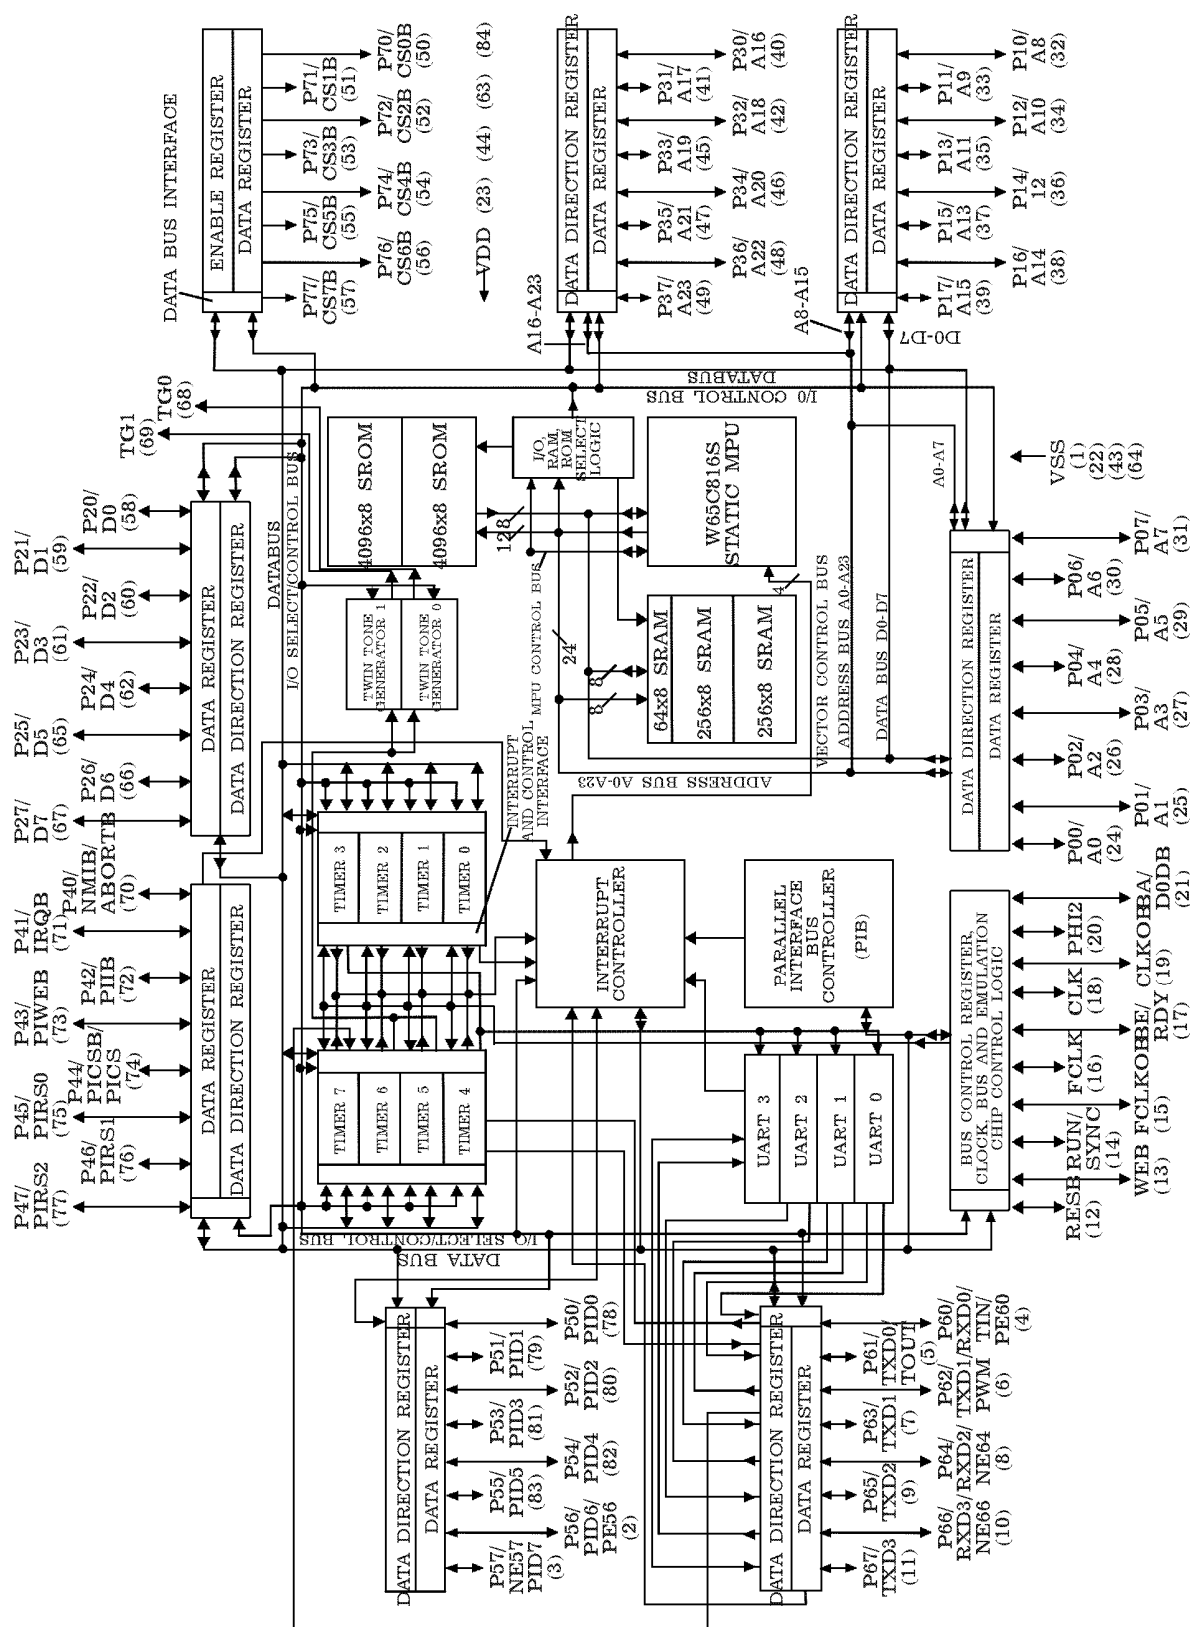 DATA BUS INTERFACE
ENABLE REGISTER
DATA REGISTER
P70/
CS0B
(50)
P71/
CS1B
(51)
P72/
CS2B
(52)
P73/
CS3B
(53)
P74/
CS4B
(54)
P75/
CS5B
(55)
P76/
CS6B
(56)
P77/
CS7B
(57)
VDD (23) (44) (63) (84)
DATA DIRECTION REGISTER
DATA REGISTER
P30/
A16
(40)
P31/
A17
(41)
P32/
A18
(42)
P33/
A19
(45)
P34/
A20
(46)
P35/
A21
(47)
P36/
A22
(48)
P37/
A23
(49)
A16-A23
DATA DIRECTION REGISTER
DATA REGISTER
P10/
A8
(32)
P11/
A9
(33)
P12/
A10
(34)
P13/
A11
(35)
P14/
12
(36)
P15/
A13
(37)
P16/
A14
(38)
P17/
A15
(39)
A8-A15
D0-D7
DATABUS
I/0 CONTROL BUS
TG1
(69)
TG0
(68)
DATABUS
I/O SELECT/CONTROL BUS
4096x8 SROM
4096x8 SROM
I/O,
RAM,
ROM
SELECT
LOGIC
W65C816S
STATIC MPU
128
8
MPU CONTROL BUS
24
TWIN TONE
GENERATOR 1
TWIN TONE
GENERATOR 0
64x8 SRAM
256x8 SRAM
256x8 SRAM
8
8
4
VECTOR CONTROL BUS
ADDRESS BUS A0-A23
DATA BUS D0-D7
ADDRESS BUS A0-A23
A0-A7
VSS
(1)
(22)
(43)
(64)
P20/
D0
(58)
P21/
D1
(59)
P22/
D2
(60)
P23/
D3
(61)
P24/
D4
(62)
P25/
D5
(65)
P26/
D6
(66)
P27/
D7
(67)
DATA REGISTER
DATA DIRECTION REGISTER
DATA DIRECTION REGISTER
DATA REGISTER
P07/
A7
(31)
P06/
A6
(30)
P05/
A5
(29)
P04/
A4
(28)
P03/
A3
(27)
P02/
A2
(26)
P01/
A1
(25)
P00/
A0
(24)
INTERRUPT
AND CONTROL
INTERFACE
TIMER 3
TIMER 2
TIMER 1
TIMER 0
TIMER 7
TIMER 6
TIMER 5
TIMER 4
INTERRUPT
CONTROLLER
PARALLEL
INTERFACE
BUS
CONTROLLER
(PIB)
UART 3
UART 2
UART 1
UART 0
BUS CONTROL REGISTER,
CLOCK, BUS AND EMULATION
CHIP CONTROL LOGIC
BA/
D0DB
(21)
PHI2
(20)
CLKOB
CLKOB
(19)
CLK
(18)
BE/
RDY
(17)
FCLK
(16)
FCLKOB
(15)
RUN/
SYNC
(14)
WEB
(13)
RESB
(12)
P40/
NMIB/
ABORTB
(70)
P41/
IRQB
(71)
P42/
PIIB
(72)
P43/
PIWEB
(73)
P44/
PICSB/
PICS
(74)
P45/
PIRS0
(75)
P46/
PIRS1
(76)
P47/
PIRS2
(77)
DATA REGISTER
DATA DIRECTION REGISTER
I/O SELECT/CONTROL BUS
DATA BUS
DATA DIRECTION REGISTER
DATA REGISTER
P50/
PID0
(78)
P51/
PID1
(79)
P52/
PID2
(80)
P53/
PID3
(81)
P54/
PID4
(82)
P55/
PID5
(83)
P56/
PID6/
PE56
(2)
P57/
NE57
PID7
(3)
DATA DIRECTION REGISTER
DATA REGISTER
P60/
RXD0/
TIN/
PE60
(4)
P61/
TXD0/
TOUT
(5)
P62/
TXD1/
PWM
(6)
P63/
TXD1
(7)
P64/
RXD2/
NE64
(8)
P65/
TXD2
(9)
P66/
RXD3/
NE66
(10)
P67/
TXD3
(11)